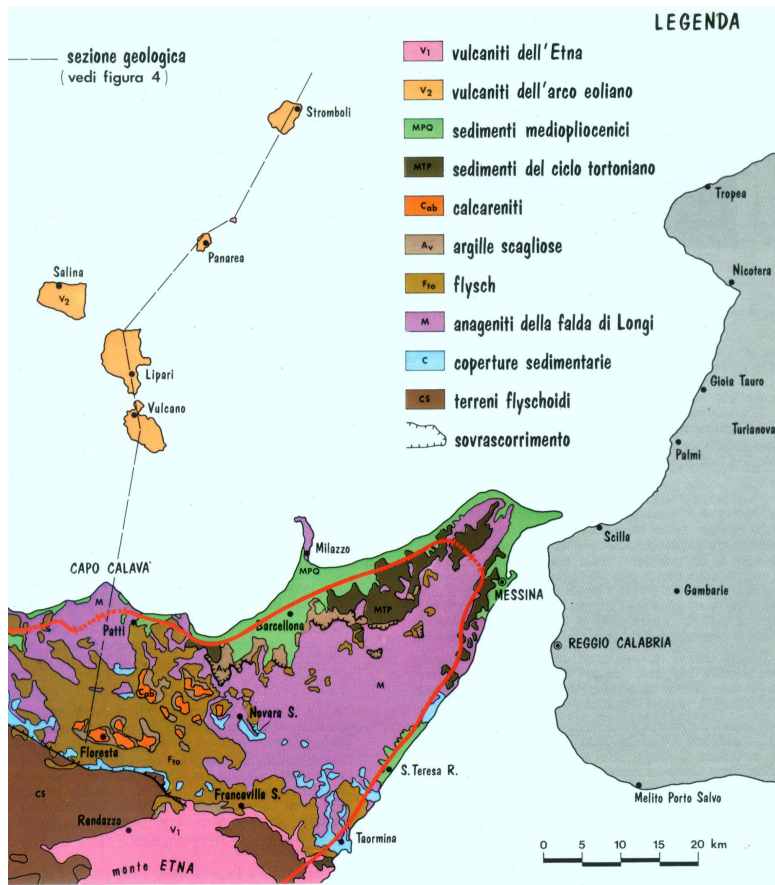 LEGENDA
sezione geologica
(vedi figura 4)
V1 vulcaniti dell'Etna
V2 vulcaniti dell'arco eoliano
MPQ sedimenti mediopliocenici
MTP sedimenti del ciclo tortoniano
Cab calcareniti
Av argille scagliose
Fto flysch
M anageniti della falda di Longi
C coperture sedimentarie
CS terreni flyschoidi
sovrascorrimento
Stromboli
Panarea
Salina
V2
Lipari
Vulcano
Tropea
Nicotera
Gioia Tauro
Turianova
Palmi
Scilla
Gambarie
REGGIO CALABRIA
Melito Porto Salvo
CAPO CALAVA'
Milazzo
MPQ
MESSINA
M
Patti
Barcellona
MTP
Av
M
Cab
Novara S.
Floresta
Fto
S. Teresa R.
CS
Francavilla S.
Randazzo
V1
Taormina
monte ETNA
0 5 10 15 20 km